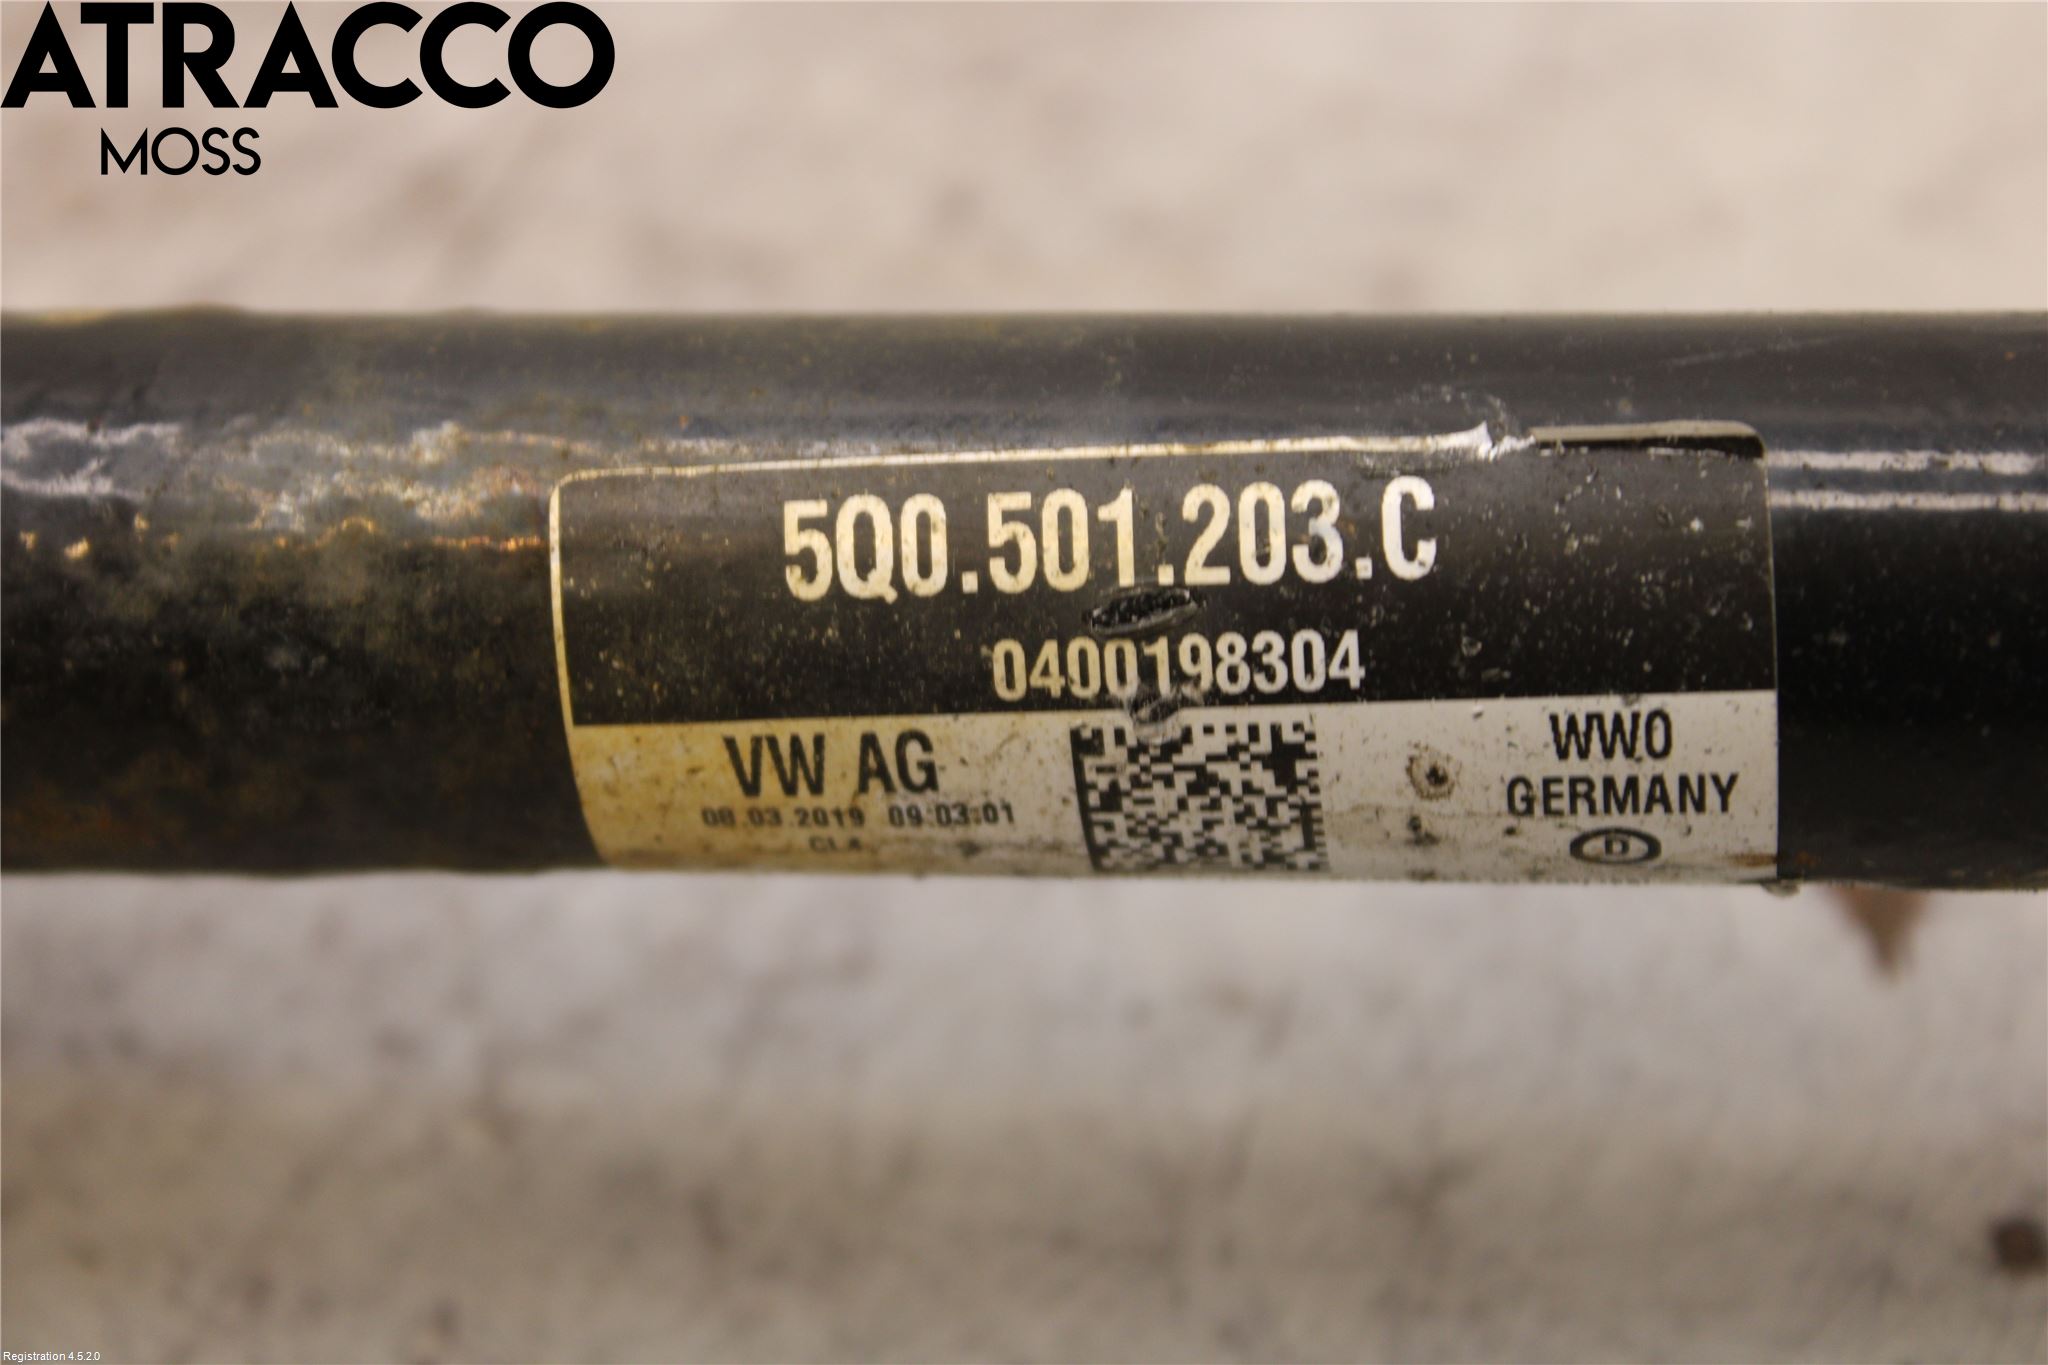 ATRACCO
MOSS
5Q0.501.203.C
0400198304
VW AG
08.03.2019 09:03:01
WWO
GERMANY
D
Registration 4.5.2.0